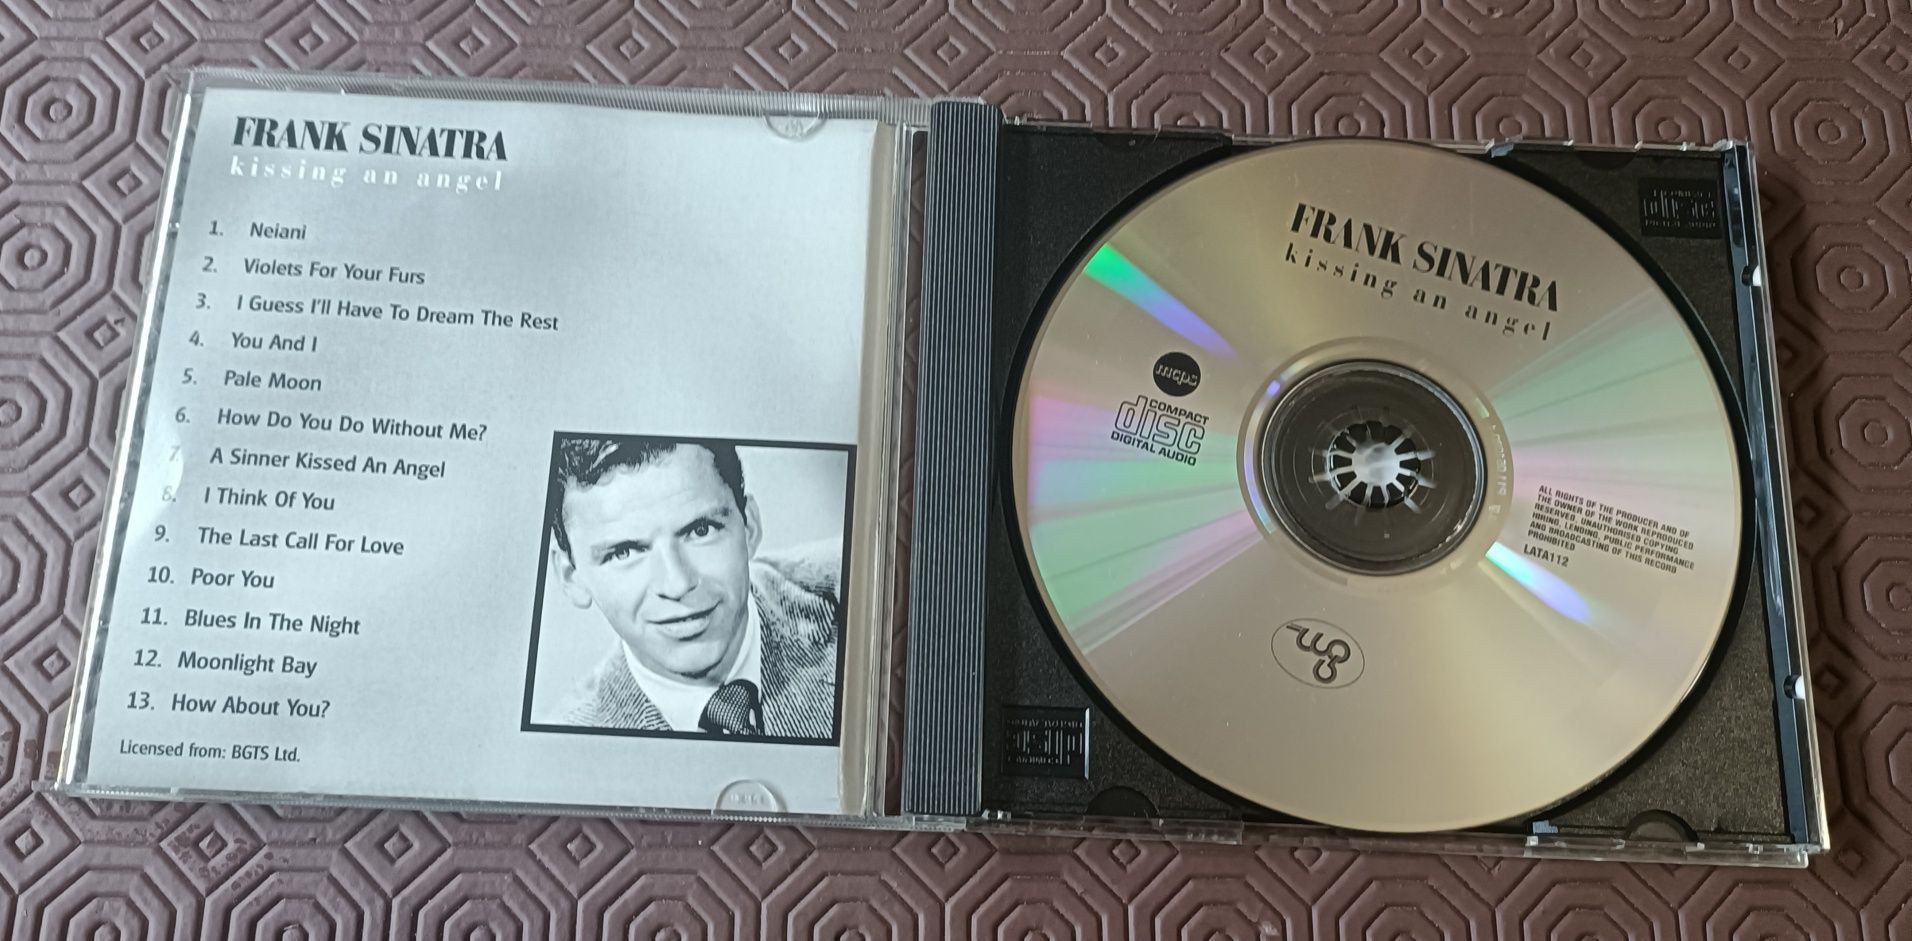 FRANK SINATRA
kissing an angel
1. Neiani
2. Violets For Your Furs
3. I Guess I'll Have To Dream The Rest
4. You And I
5. Pale Moon
6. How Do You Do Without Me?
7. A Sinner Kissed An Angel
8. I Think Of You
9. The Last Call For Love
10. Poor You
11. Blues In The Night
12. Moonlight Bay
13. How About You?
Licensed from: BGTS Ltd.
FRANK SINATRA
kissing an angel
mcps
COMPACT
disc
DIGITAL AUDIO
ALL RIGHTS OF THE PRODUCER AND OF
THE OWNER OF THE WORK REPRODUCED
RESERVED. UNAUTHORISED COPYING
HIRING, LENDING, PUBLIC PERFORMANCE
AND BROADCASTING OF THIS RECORD
PROHIBITED
LATA112
disc
disc